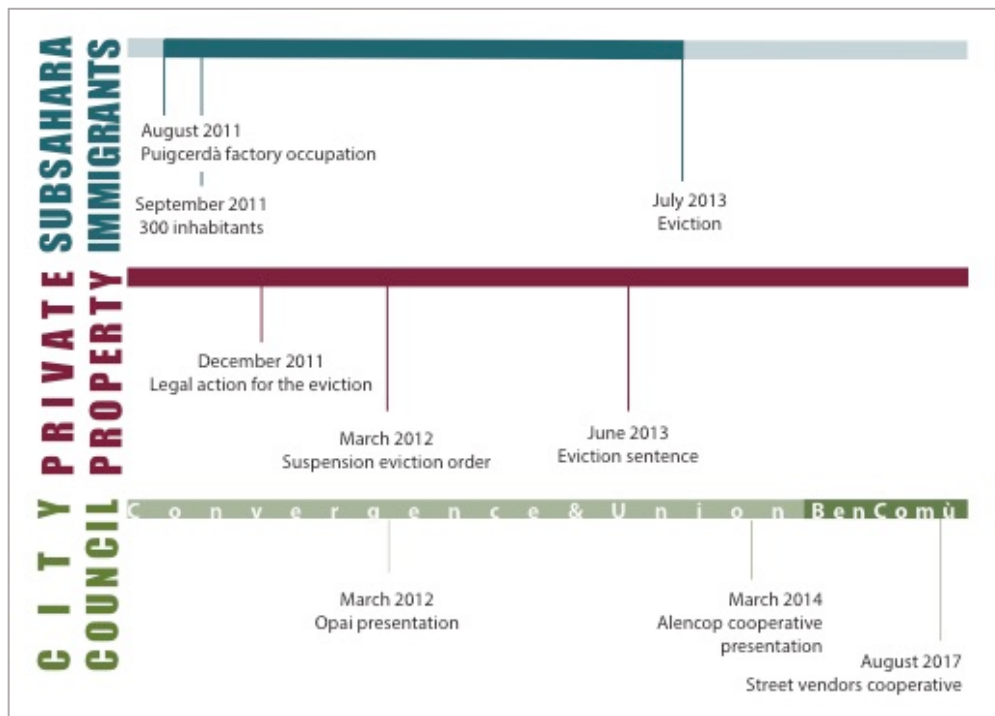 SUBSAHARA
IMMIGRANTS
August 2011
Puigcerdà factory occupation
September 2011
300 inhabitants
July 2013
Eviction
PRIVATE
PROPERTY
December 2011
Legal action for the eviction
March 2012
Suspension eviction order
June 2013
Eviction sentence
CITY
COUNCIL
Convergence & Union BenComù
March 2012
Opai presentation
March 2014
Alencop cooperative
presentation
August 2017
Street vendors cooperative